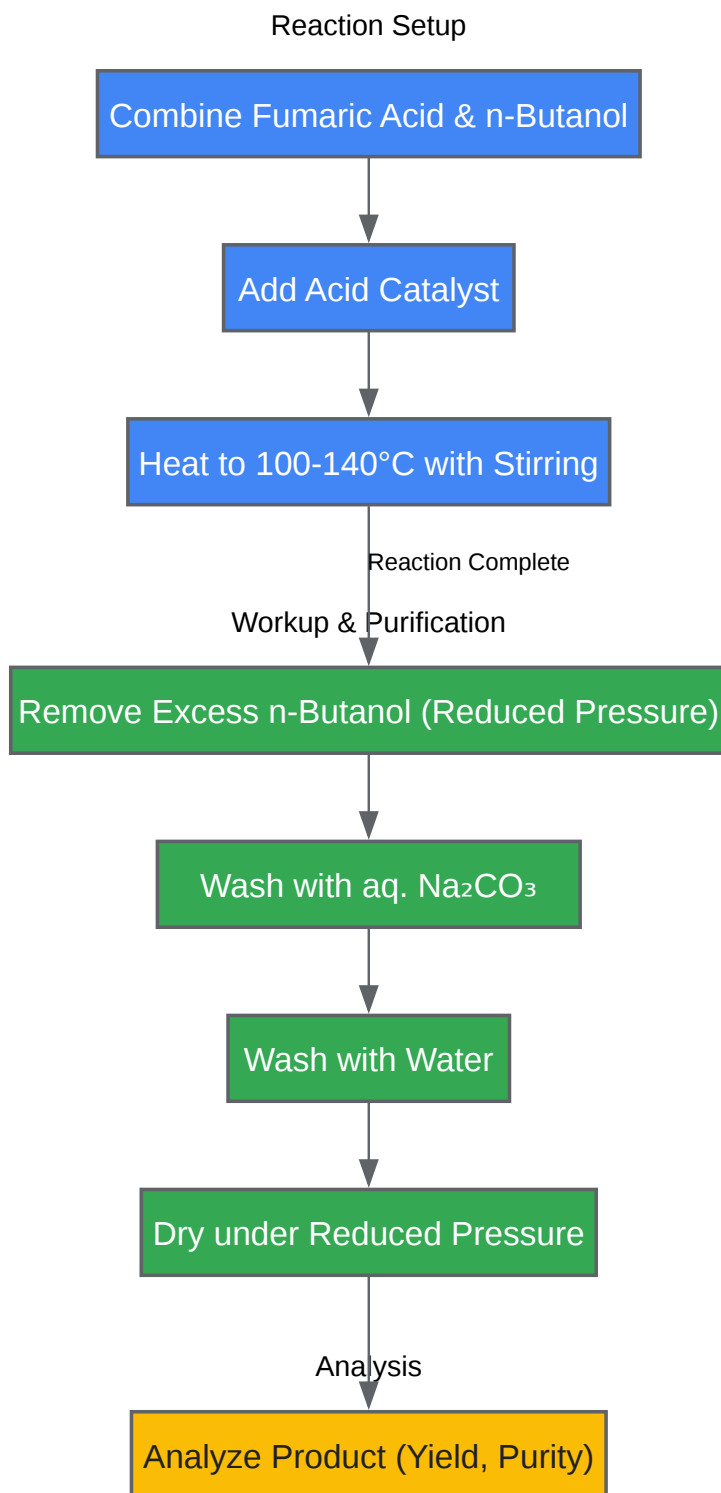 Reaction Setup
Combine Fumaric Acid & n-Butanol
Add Acid Catalyst
Heat to 100-140°C with Stirring
Reaction Complete
Workup & Purification
Remove Excess n-Butanol (Reduced Pressure)
Wash with aq. Na₂CO₃
Wash with Water
Dry under Reduced Pressure
Analysis
Analyze Product (Yield, Purity)